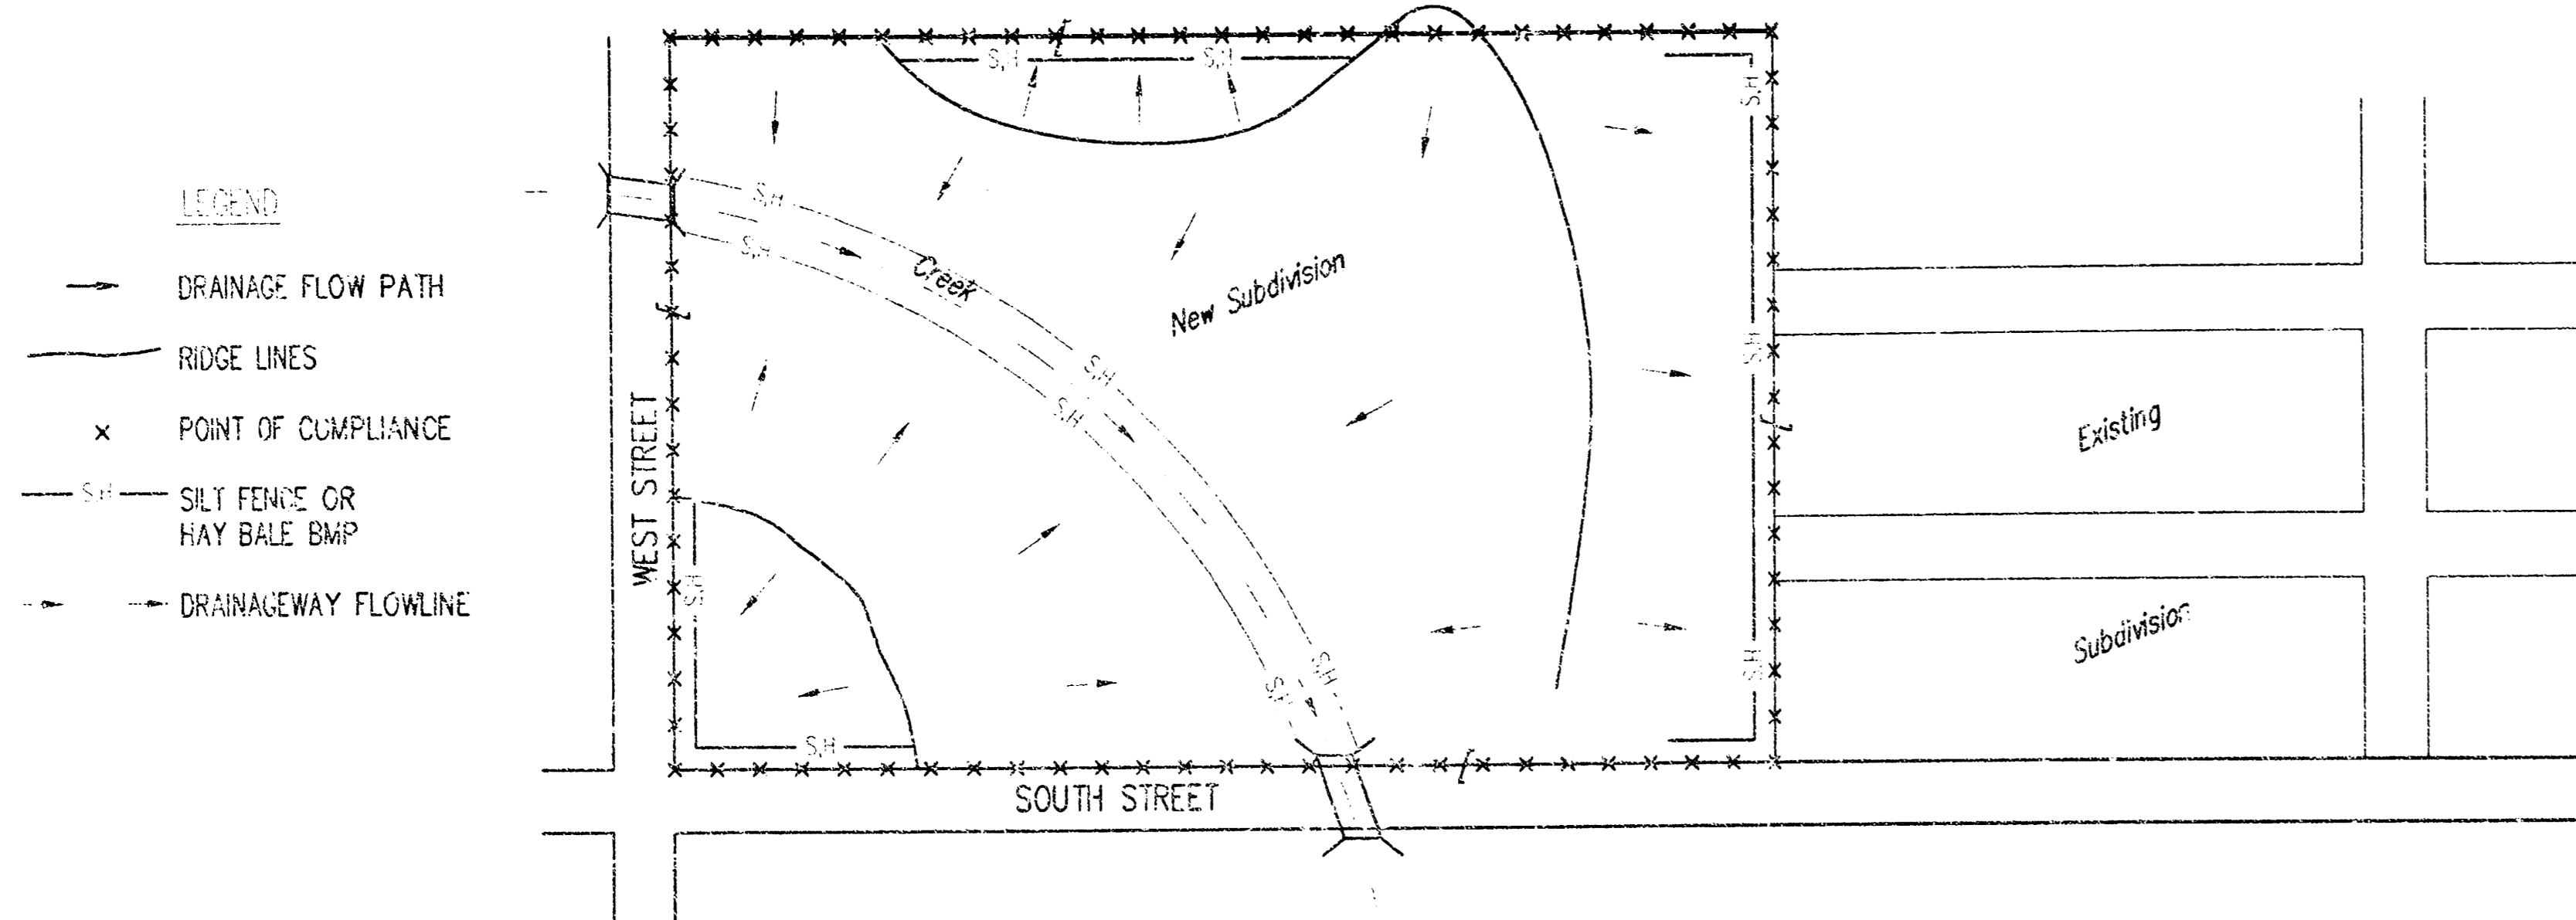 LEGEND
DRAINAGE FLOW PATH
RIDGE LINES
POINT OF COMPLIANCE
S,H
SILT FENCE OR
HAY BALE BMP
DRAINAGEWAY FLOWLINE
S,H
S,H
S,H
S,H
S,H
Creek
New Subdivision
S,H
S,H
S,H
WEST STREET
Existing
S,H
Subdivision
S,H
S,H
S,H
S,H
SOUTH STREET